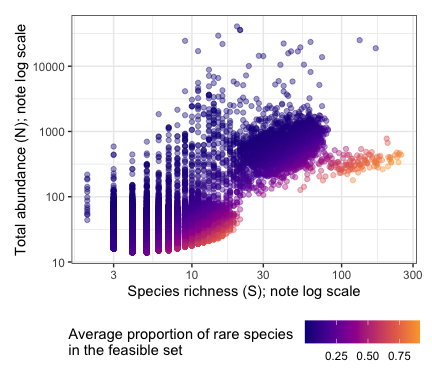 Total abundance (N); note log scale
10000
1000
100
10
3
10
30
100
300
Species richness (S); note log scale
Average proportion of rare species
in the feasible set
0.25 0.50 0.75